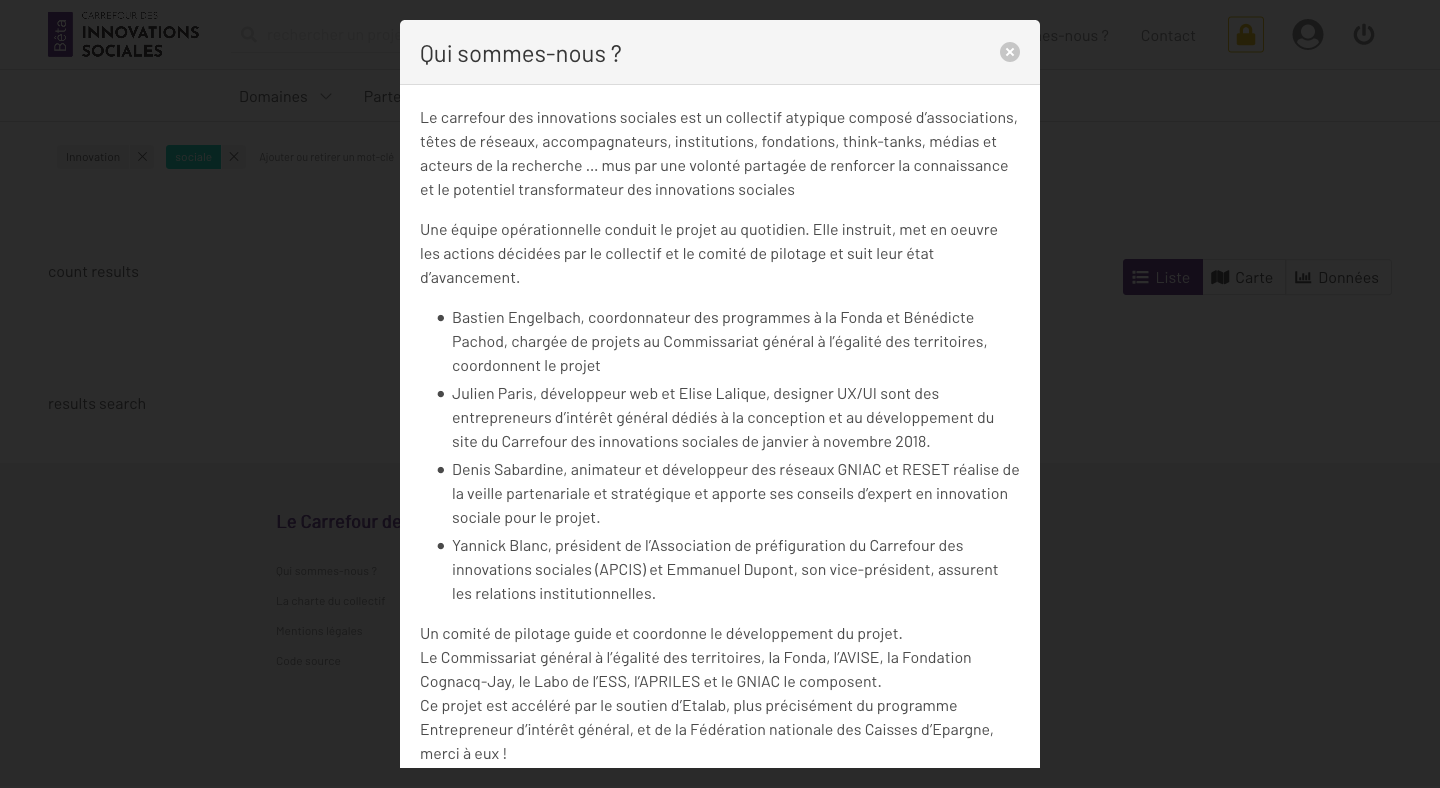 Bêta
CARREFOUR DES
INNOVATIONS
SOCIALES
rechercher un
mes-nous ?
Contact
Domaines
Parte
innovation
sociale
Ajouter ou retirer un mot-clé
count results
Liste
Carte
Données
results search
Le Carrefour de
Qui sommes-nous ?
La charte du collectif
Mentions légales
Code source
Qui sommes-nous ?
Le carrefour des innovations sociales est un collectif atypique composé d’associations,
têtes de réseaux, accompagnateurs, institutions, fondations, think-tanks, médias et
acteurs de la recherche ... mus par une volonté partagée de renforcer la connaissance
et le potentiel transformateur des innovations sociales
Une équipe opérationnelle conduit le projet au quotidien. Elle instruit, met en oeuvre
les actions décidées par le collectif et le comité de pilotage et suit leur état
d’avancement.
Bastien Engelbach, coordonnateur des programmes à la Fonda et Bénédicte
Pachod, chargée de projets au Commissariat général à l’égalité des territoires,
coordonnent le projet
Julien Paris, développeur web et Elise Lalique, designer UX/UI sont des
entrepreneurs d’intérêt général dédiés à la conception et au développement du
site du Carrefour des innovations sociales de janvier à novembre 2018.
Denis Sabardine, animateur et développeur des réseaux GNIAC et RESET réalise de
la veille partenariale et stratégique et apporte ses conseils d’expert en innovation
sociale pour le projet.
Yannick Blanc, président de l’Association de préfiguration du Carrefour des
innovations sociales (APCIS) et Emmanuel Dupont, son vice-président, assurent
les relations institutionnelles.
Un comité de pilotage guide et coordonne le développement du projet.
Le Commissariat général à l’égalité des territoires, la Fonda, l’AVISE, la Fondation
Cognacq-Jay, le Labo de l’ESS, l’APRILES et le GNIAC le composent.
Ce projet est accéléré par le soutien d’Etalab, plus précisément du programme
Entrepreneur d’intérêt général, et de la Fédération nationale des Caisses d’Epargne,
merci à eux !